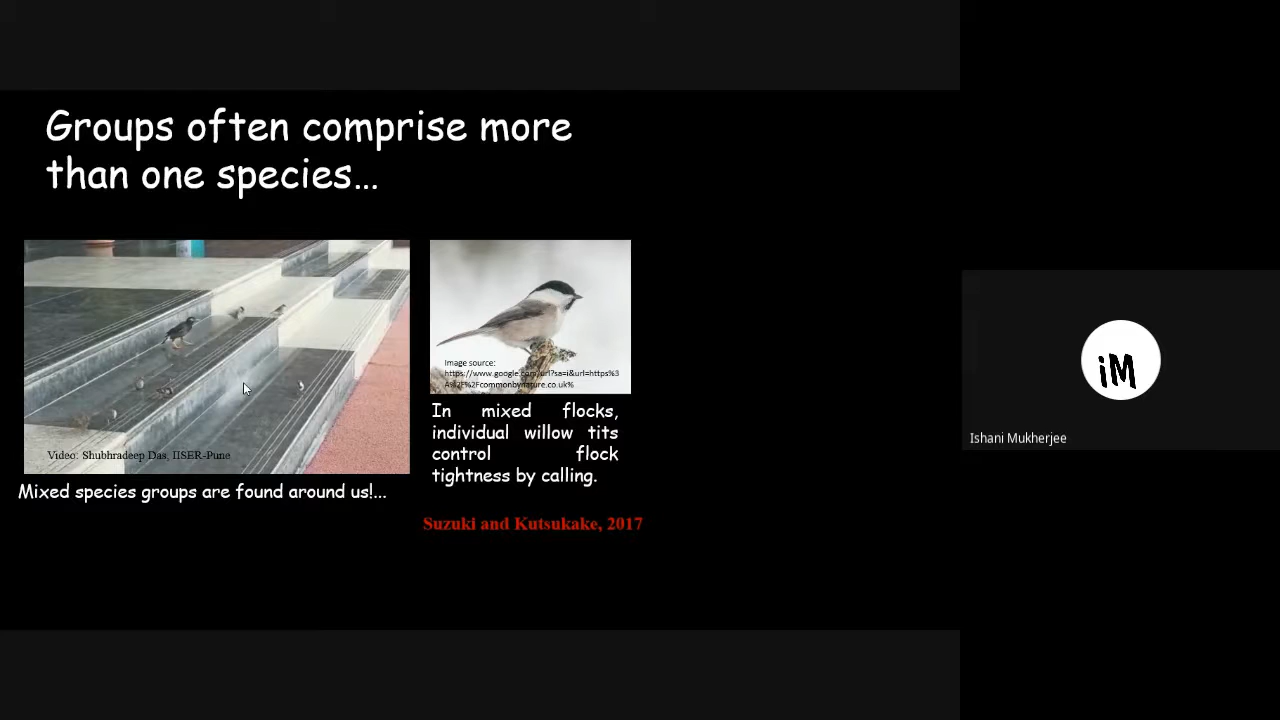 Groups often comprise more
than one species...
Video: Shubhradeep Das, IISER-Pune
Mixed species groups are found around us!...
Image source:
https://www.google.com/url?sa=i&url=https%3
A%2F%2Fcommonbynature.co.uk%
In mixed flocks,
individual willow tits
control flock
tightness by calling.
Suzuki and Kutsukake, 2017
iM
Ishani Mukherjee